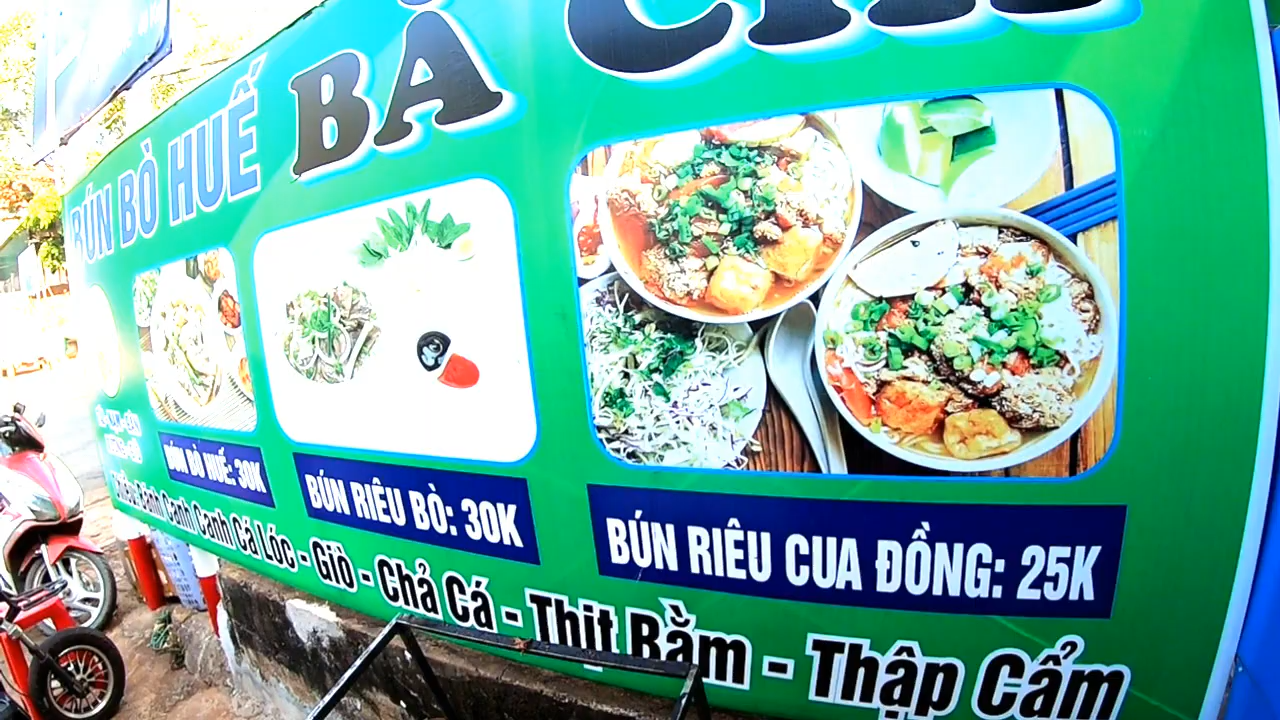 BÚN BÒ HUẾ BÀ
BÚN BÒ HUẾ: 30K
BÚN RIÊU BÒ: 30K
BÚN RIÊU CUA ĐỒNG: 25K
Bánh Canh Cá Lóc - Giò - Chả Cá - Thịt Bằm - Thập Cẩm